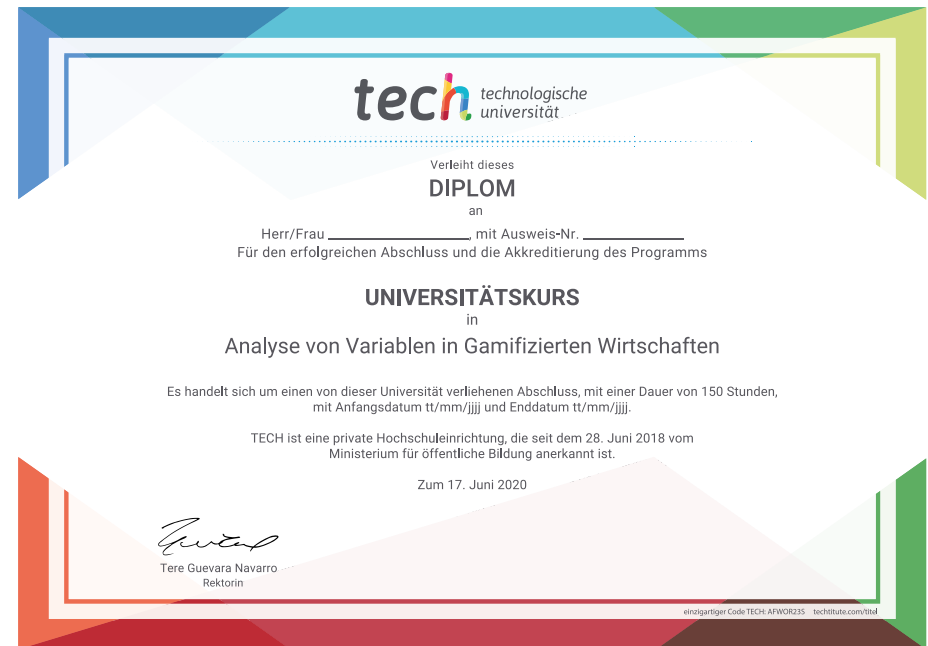 tech technologische
universität
Verleiht dieses
DIPLOM
an
Herr/Frau ____________________, mit Ausweis-Nr. ______________
Für den erfolgreichen Abschluss und die Akkreditierung des Programms
UNIVERSITÄTSKURS
in
Analyse von Variablen in Gamifizierten Wirtschaften
Es handelt sich um einen von dieser Universität verliehenen Abschluss, mit einer Dauer von 150 Stunden,
mit Anfangsdatum tt/mm/jjjj und Enddatum tt/mm/jjjj.
TECH ist eine private Hochschuleinrichtung, die seit dem 28. Juni 2018 vom
Ministerium für öffentliche Bildung anerkannt ist.
Zum 17. Juni 2020
Tere Guevara Navarro
Rektorin
einzigartiger Code TECH: AFWOR235 techtitute.com/titel